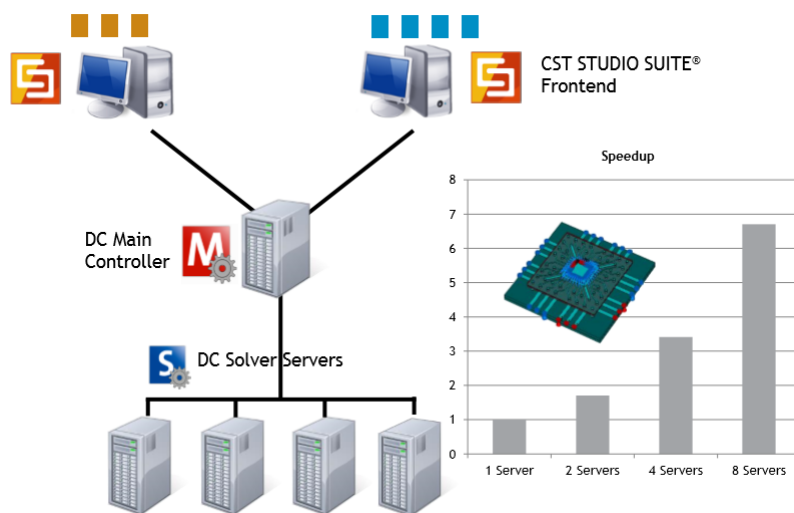 CST STUDIO SUITE®
Frontend
DC Main
Controller
M
S
DC Solver Servers
Speedup
8
7
6
5
4
3
2
1
0
1 Server
2 Servers
4 Servers
8 Servers